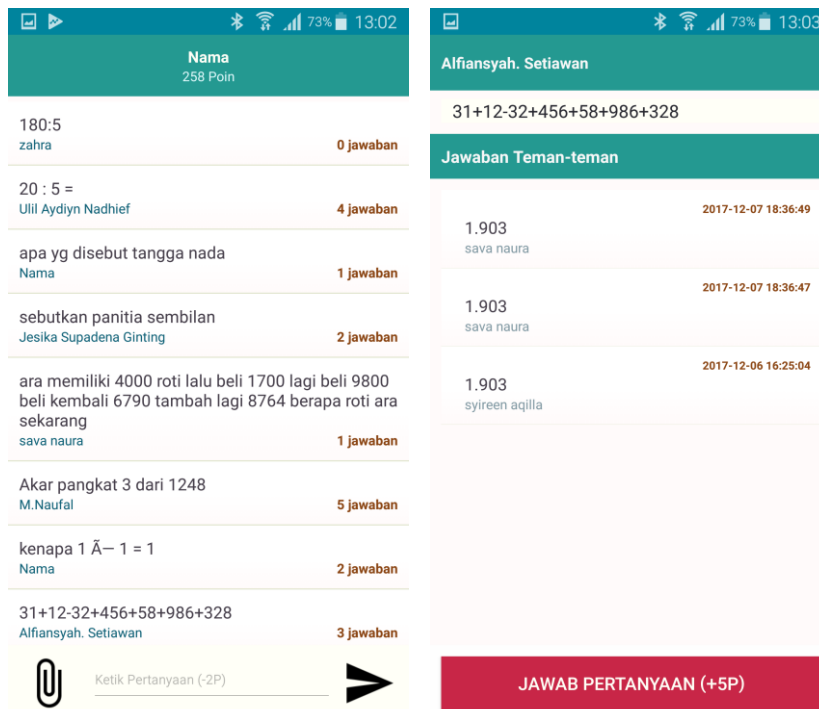 73% 13:02
Nama
258 Poin
180:5
zahra
0 jawaban
20 : 5 =
Ulil Aydiyn Nadhief
4 jawaban
apa yg disebut tangga nada
Nama
1 jawaban
sebutkan panitia sembilan
Jesika Supadena Ginting
2 jawaban
ara memiliki 4000 roti lalu beli 1700 lagi beli 9800
beli kembali 6790 tambah lagi 8764 berapa roti ara
sekarang
sava naura
1 jawaban
Akar pangkat 3 dari 1248
M.Naufal
5 jawaban
kenapa 1 Ã— 1 = 1
Nama
2 jawaban
31+12-32+456+58+986+328
Alfiansyah. Setiawan
3 jawaban
Ketik Pertanyaan (-2P)
73% 13:03
Alfiansyah. Setiawan
31+12-32+456+58+986+328
Jawaban Teman-teman
2017-12-07 18:36:49
1.903
sava naura
2017-12-07 18:36:47
1.903
sava naura
2017-12-06 16:25:04
1.903
syireen aqilla
JAWAB PERTANYAAN (+5P)